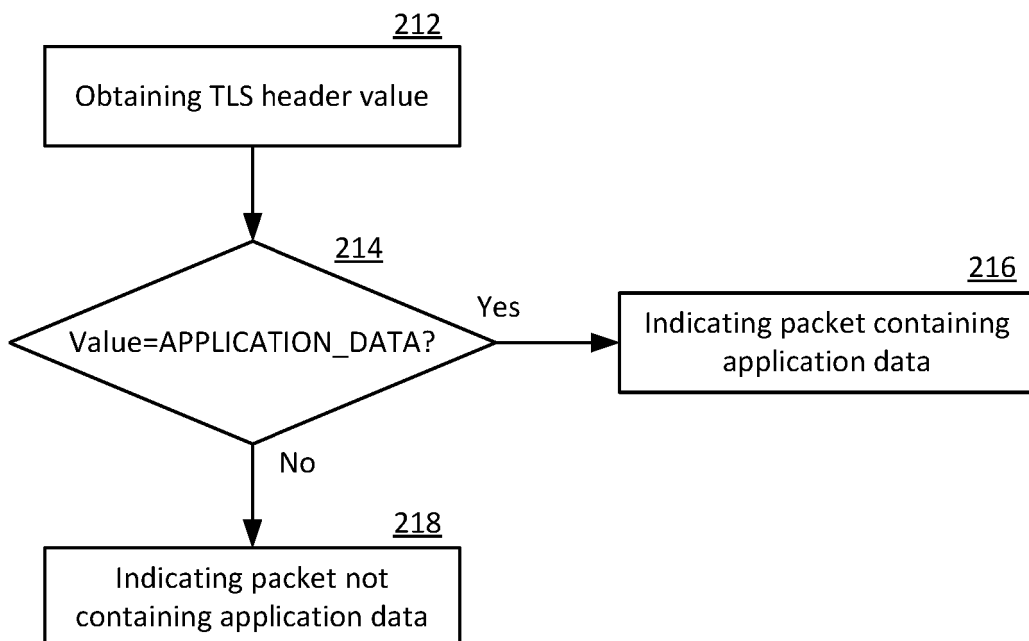 212
Obtaining TLS header value
214
Value=APPLICATION_DATA?
Yes
216
Indicating packet containing
application data
No
218
Indicating packet not
containing application data